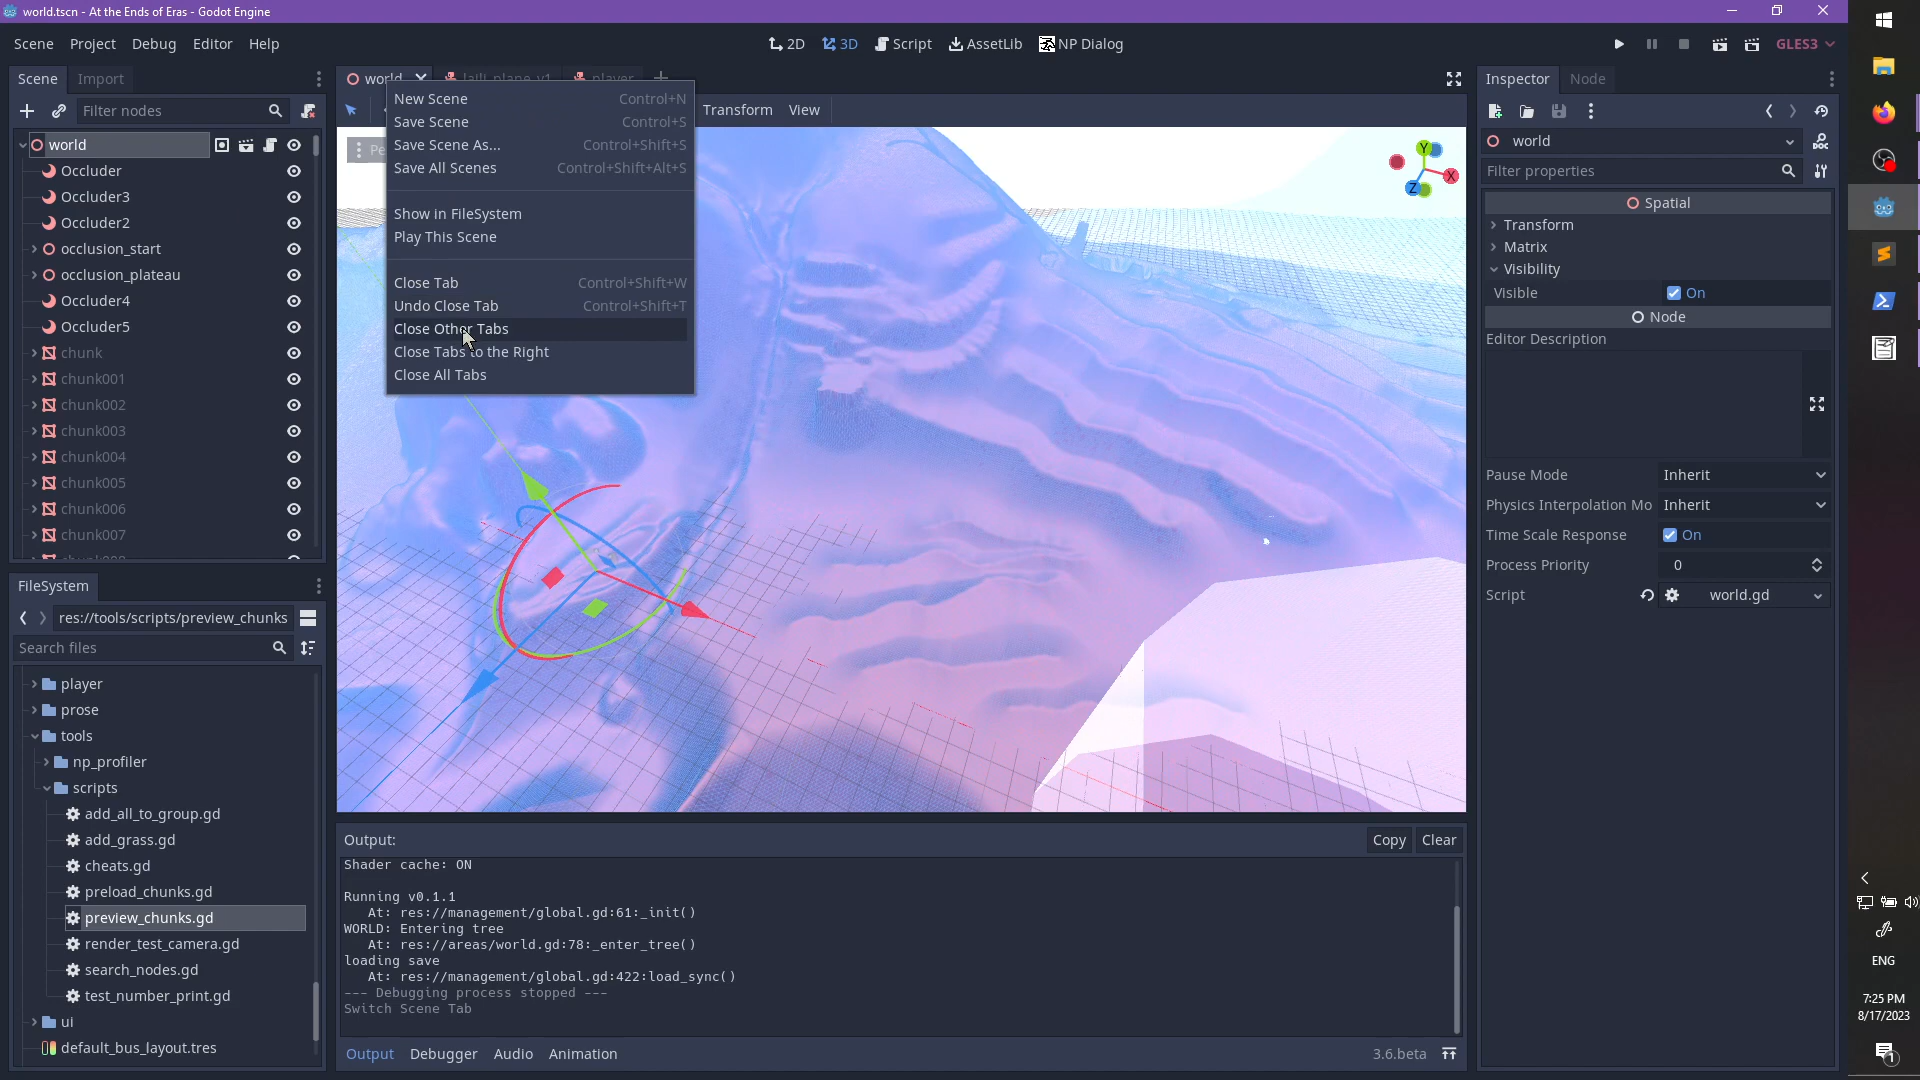 world.tscn - At the Ends of Eras - Godot Engine
Scene Project Debug Editor Help
2D 3D Script AssetLib NP Dialog
GLES3
Scene Import
Filter nodes
world
Occluder
Occluder3
Occluder2
occlusion_start
occlusion_plateau
Occluder4
Occluder5
chunk
chunk001
chunk002
chunk003
chunk004
chunk005
chunk006
chunk007
FileSystem
res://tools/scripts/preview_chunks
Search files
player
prose
tools
np_profiler
scripts
add_all_to_group.gd
add_grass.gd
cheats.gd
preload_chunks.gd
preview_chunks.gd
render_test_camera.gd
search_nodes.gd
test_number_print.gd
ui
default_bus_layout.tres
world player
Transform View
New Scene Control+N
Save Scene Control+S
Save Scene As... Control+Shift+S
Save All Scenes Control+Shift+Alt+S
Show in FileSystem
Play This Scene
Close Tab Control+Shift+W
Undo Close Tab Control+Shift+T
Close Other Tabs
Close Tabs to the Right
Close All Tabs
Y
X
Z
Output:
Copy Clear
Shader cache: ON
Running v0.1.1
At: res://management/global.gd:61:_init()
WORLD: Entering tree
At: res://areas/world.gd:78:_enter_tree()
loading save
At: res://management/global.gd:422:load_sync()
--- Debugging process stopped ---
Switch Scene Tab
Output Debugger Audio Animation
3.6.beta
Inspector Node
world
Filter properties
Spatial
Transform
Matrix
Visibility
Visible On
Node
Editor Description
Pause Mode Inherit
Physics Interpolation Mo Inherit
Time Scale Response On
Process Priority 0
Script world.gd
ENG
7:25 PM
8/17/2023
1